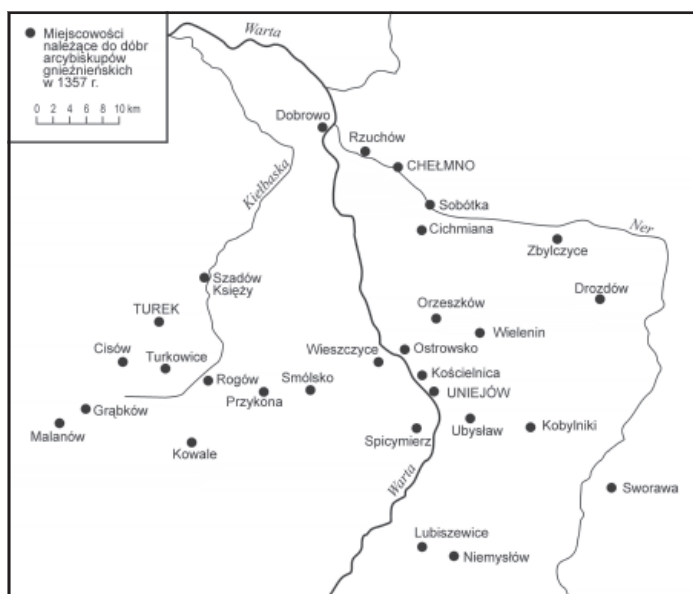 Miejscowości
należące do dóbr
arcybiskupów
gnieźnieńskich
w 1357 r.
0 2 4 6 8 10 km
Warta
Dobrowo
Rzuchów
CHEŁMNO
Kiełbaska
Sobótka
Cichmiana
Ner
Zbylczyce
Szadów
Księży
Drozdów
TUREK
Orzeszków
Wielenin
Cisów
Turkowice
Wieszczyce
Ostrowsko
Rogów
Przykona
Smólsko
Kościelnica
UNIEJÓW
Grąbków
Malanów
Kowale
Spicymierz
Ubysław
Kobylniki
Warta
Sworawa
Lubiszewice
Niemysłów